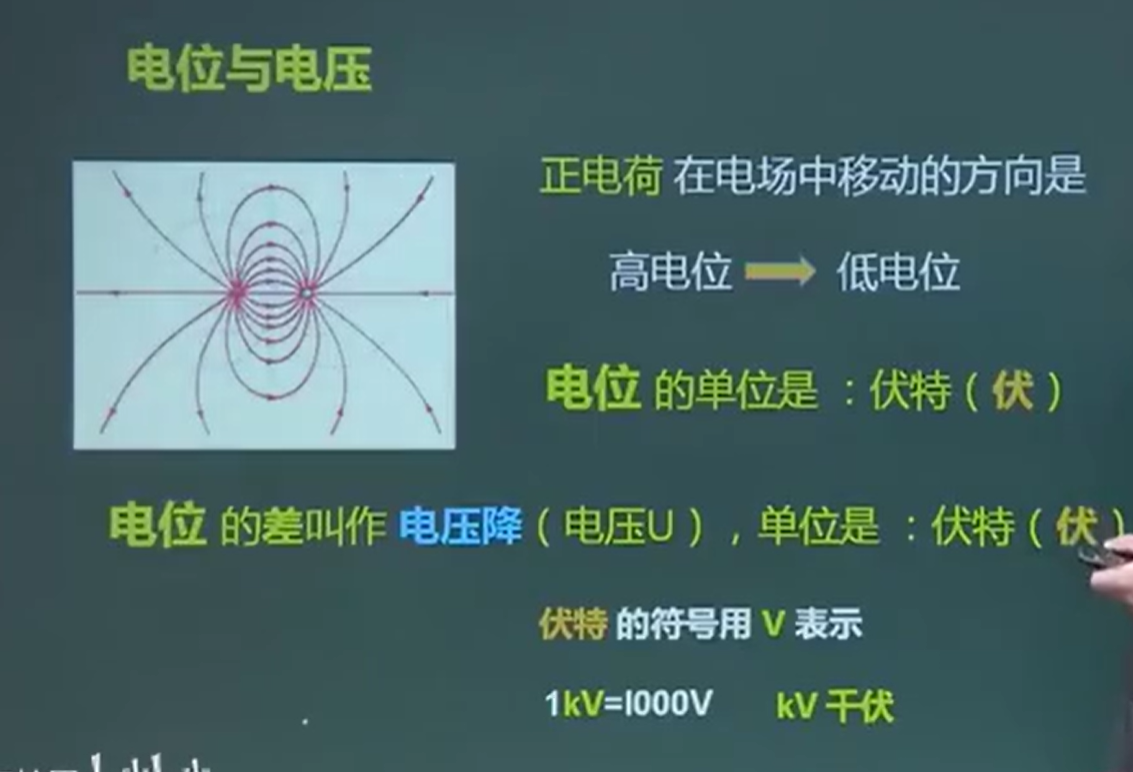 电位与电压
正电荷 在电场中移动的方向是
高电位 → 低电位
电位 的单位是 ：伏特（伏）
电位 的差叫作 电压降（电压U），单位是 ：伏特（伏）
伏特 的符号用 V 表示
1kV=l000V kV 千伏